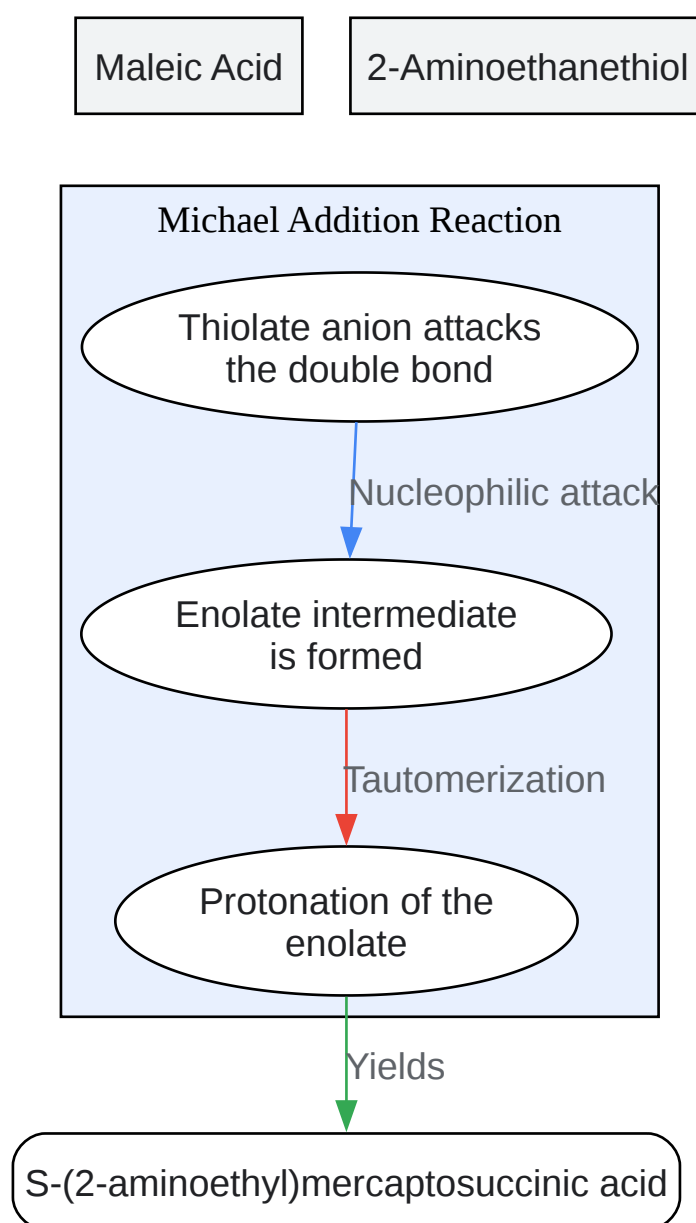 Maleic Acid
2-Aminoethanethiol
Michael Addition Reaction
Thiolate anion attacks
the double bond
Nucleophilic attack
Enolate intermediate
is formed
Tautomerization
Protonation of the
enolate
Yields
S-(2-aminoethyl)mercaptosuccinic acid